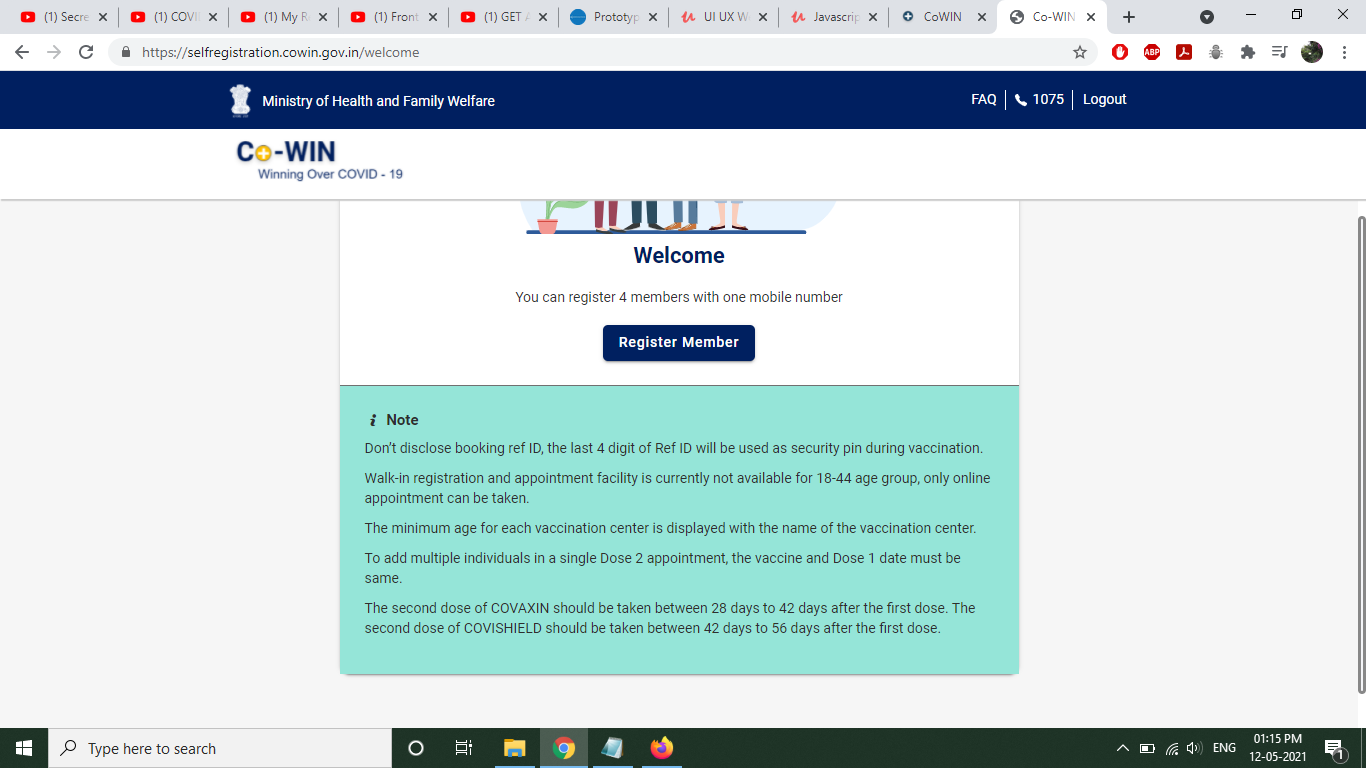 (1) Secre
(1) COVI
(1) My R
(1) Front
(1) GET A
Prototyp
UI UX W
Javascrip
CoWIN
Co-WIN
https://selfregistration.cowin.gov.in/welcome
ABP
Ministry of Health and Family Welfare
FAQ
1075
Logout
Co-WIN
Winning Over COVID - 19
Welcome
You can register 4 members with one mobile number
Register Member
i Note
Don't disclose booking ref ID, the last 4 digit of Ref ID will be used as security pin during vaccination.
Walk-in registration and appointment facility is currently not available for 18-44 age group, only online
appointment can be taken.
The minimum age for each vaccination center is displayed with the name of the vaccination center.
To add multiple individuals in a single Dose 2 appointment, the vaccine and Dose 1 date must be
same.
The second dose of COVAXIN should be taken between 28 days to 42 days after the first dose. The
second dose of COVISHIELD should be taken between 42 days to 56 days after the first dose.
Type here to search
ENG
01:15 PM
12-05-2021
1